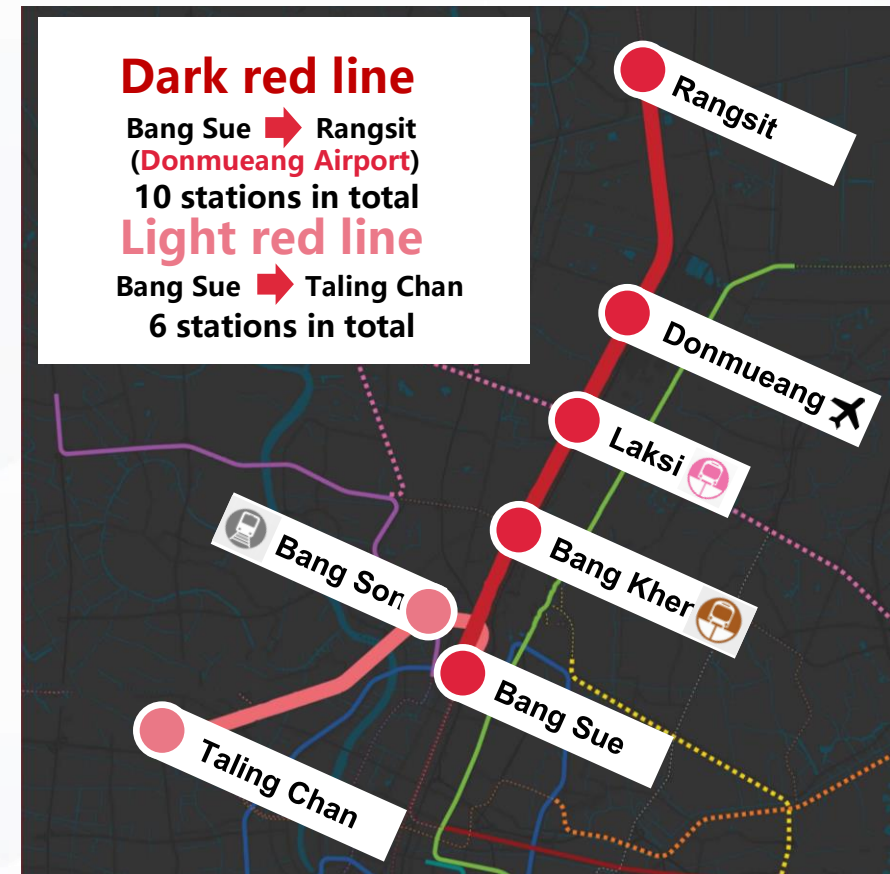 Dark red line
Bang Sue Rangsit
(Donmueang Airport)
10 stations in total
Light red line
Bang Sue Taling Chan
6 stations in total
Rangsit
Donmueang
Laksi
Bang Son
Bang Kher
Bang Sue
Taling Chan